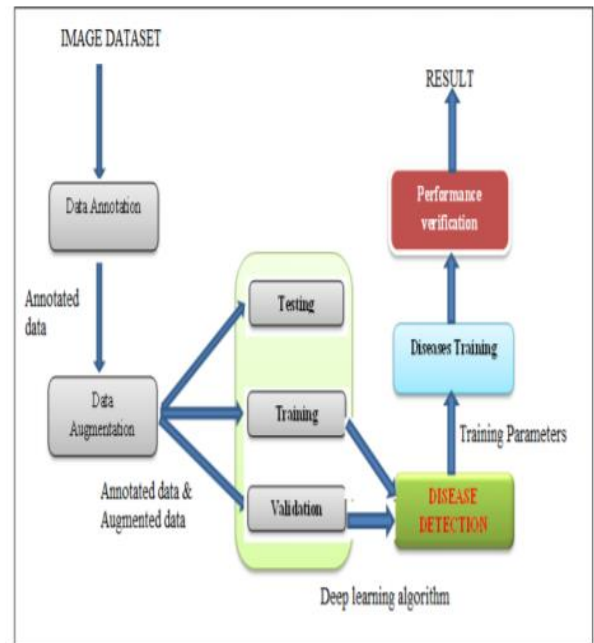 IMAGE DATASET
Data Annotation
Annotated
data
Data
Augmentation
Annotated data &
Augmented data
Testing
Training
Validation
Deep learning algorithm
DISEASE
DETECTION
Training Parameters
Diseases Training
Performance
verification
RESULT